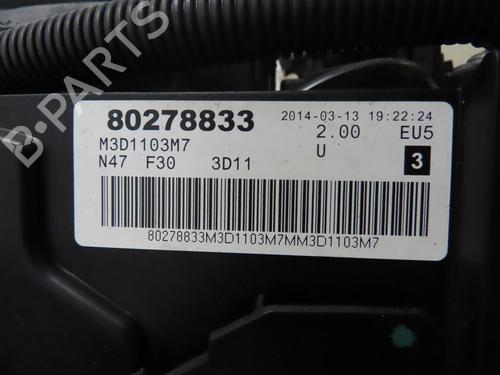 80278833 2014-03-13 19:22:24
M3D1103M7 2.00 EU5
N47 F30 3D11 U 3
80278833M3D1103M7MM3D1103M7
B-PARTS